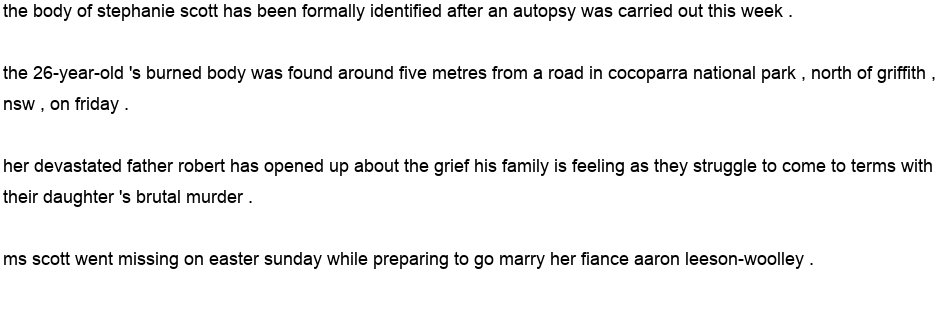 the body of stephanie scott has been formally identified after an autopsy was carried out this week .
the 26-year-old 's burned body was found around five metres from a road in cocoparra national park , north of griffith ,
nsw , on friday .
her devastated father robert has opened up about the grief his family is feeling as they struggle to come to terms with
their daughter 's brutal murder .
ms scott went missing on easter sunday while preparing to go marry her fiance aaron leeson-woolley .